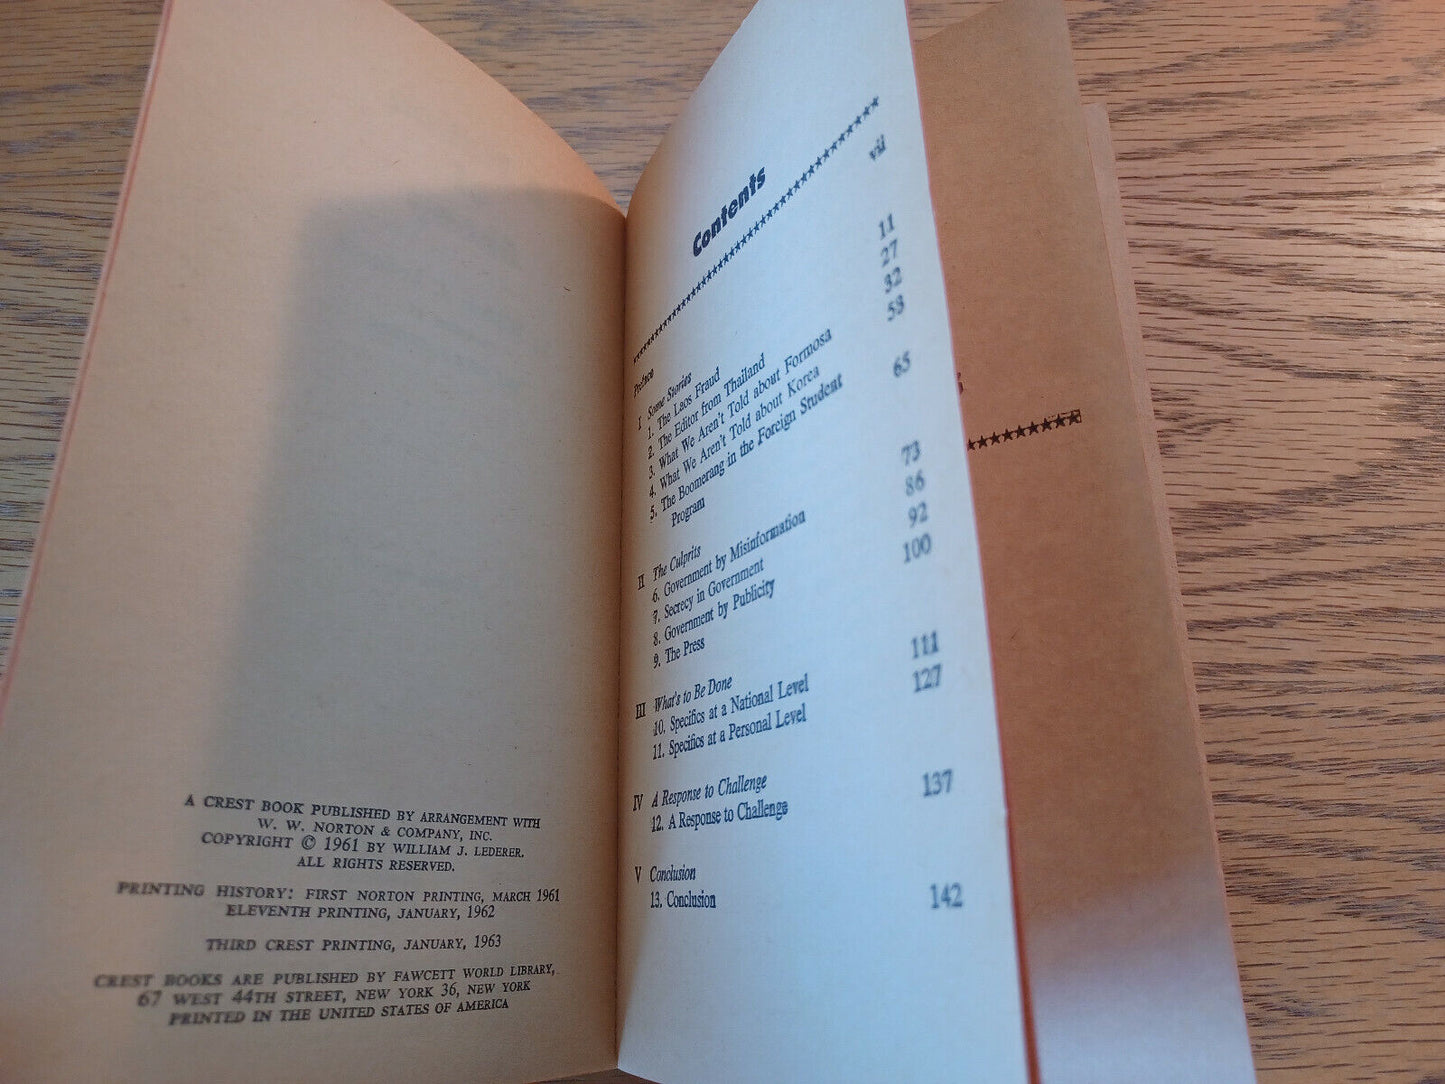 A CREST BOOK PUBLISHED BY ARRANGEMENT WITH
W. W. NORTON & COMPANY, INC.
COPYRIGHT © 1961 BY WILLIAM J. LEDERER.
ALL RIGHTS RESERVED.
PRINTING HISTORY: FIRST NORTON PRINTING, MARCH 1961
ELEVENTH PRINTING, JANUARY, 1962
THIRD CREST PRINTING, JANUARY, 1963
CREST BOOKS ARE PUBLISHED BY FAWCETT WORLD LIBRARY,
67 WEST 44TH STREET, NEW YORK 36, NEW YORK
PRINTED IN THE UNITED STATES OF AMERICA
Contents
Preface vii
I Some Stories
1. The Laos Fraud 11
2. The Editor from Thailand 27
3. What We Aren't Told about Formosa 32
4. What We Aren't Told about Korea 53
5. The Boomerang in the Foreign Student
Program 65
II The Culprits
6. Government by Misinformation 73
7. Secrecy in Government 86
8. Government by Publicity 92
9. The Press 100
III What's to Be Done
10. Specifics at a National Level 111
11. Specifics at a Personal Level 127
IV A Response to Challenge
12. A Response to Challenge 137
V Conclusion
13. Conclusion 142